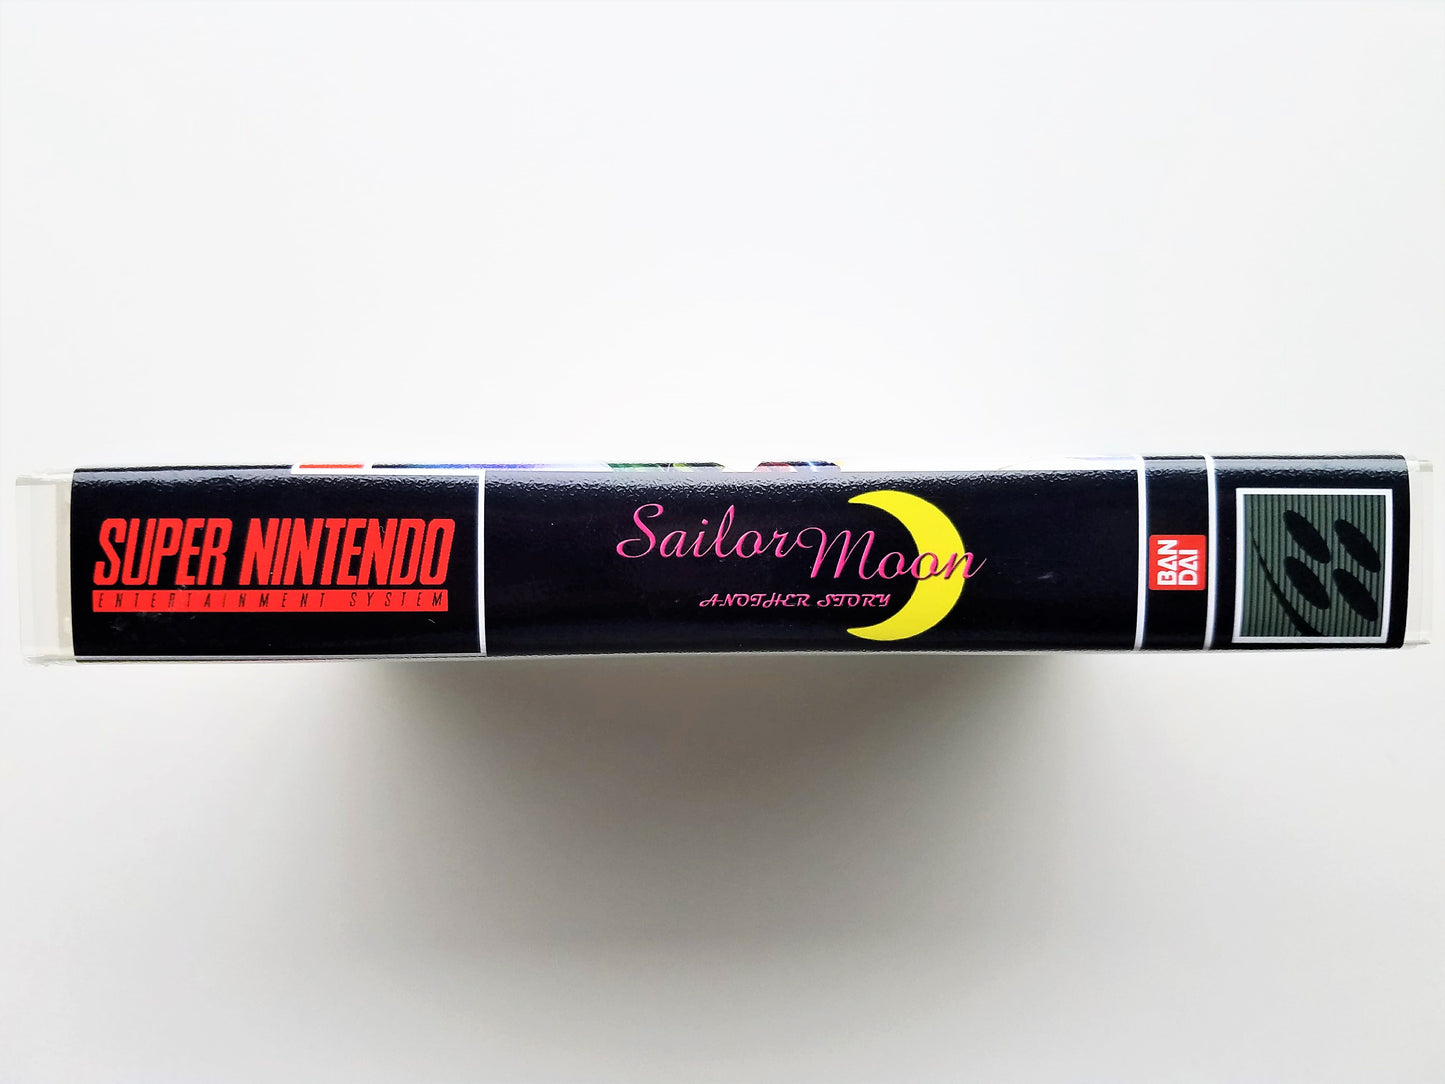 SUPER NINTENDO
ENTERTAINMENT SYSTEM
Sailor Moon
ANOTHER STORY
BAN
DAI